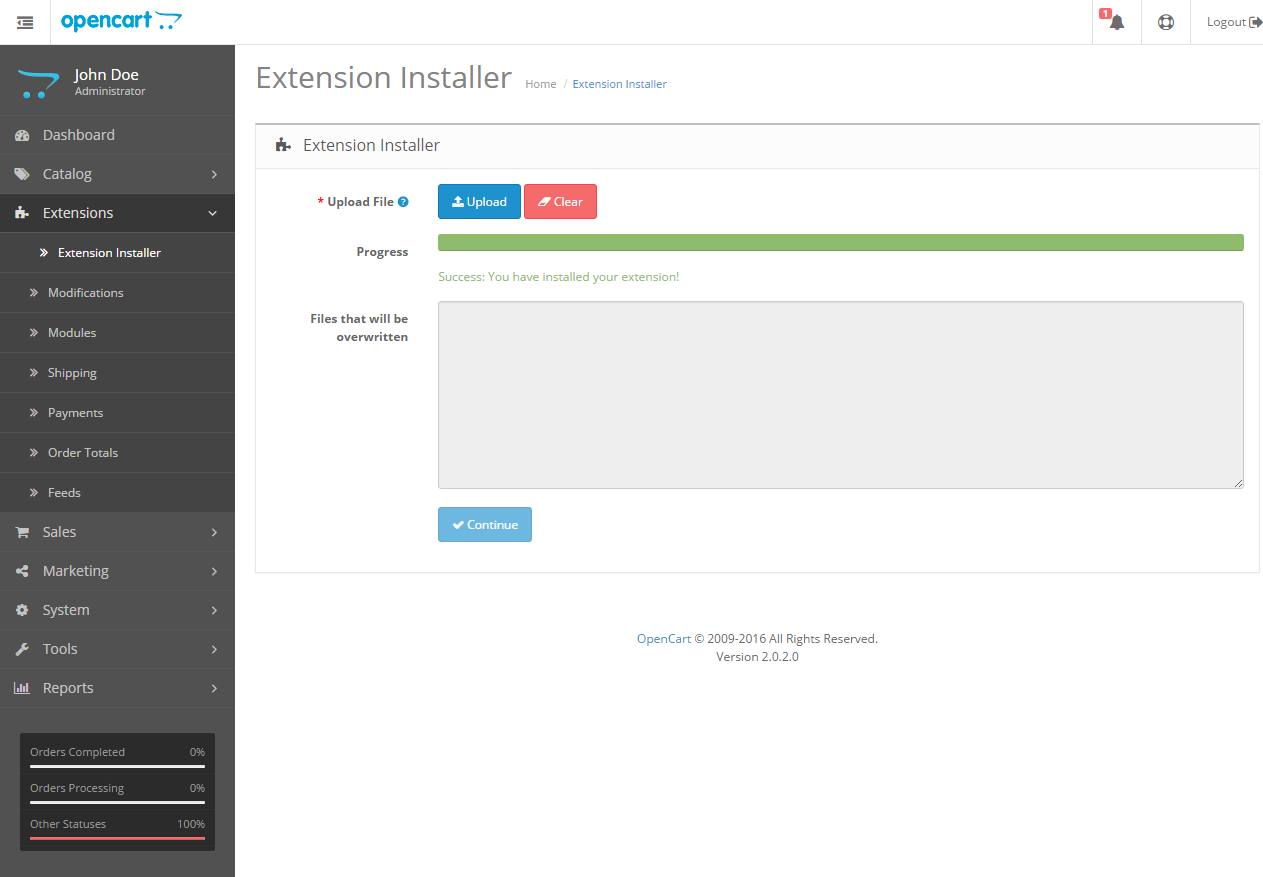 opencart
1
Logout
John Doe
Administrator
Dashboard
Catalog
Extensions
Extension Installer
Modifications
Modules
Shipping
Payments
Order Totals
Feeds
Sales
Marketing
System
Tools
Reports
Orders Completed 0%
Orders Processing 0%
Other Statuses 100%
Extension Installer Home / Extension Installer
Extension Installer
* Upload File ? Upload Clear
Progress
Success: You have installed your extension!
Files that will be
overwritten
Continue
OpenCart © 2009-2016 All Rights Reserved.
Version 2.0.2.0